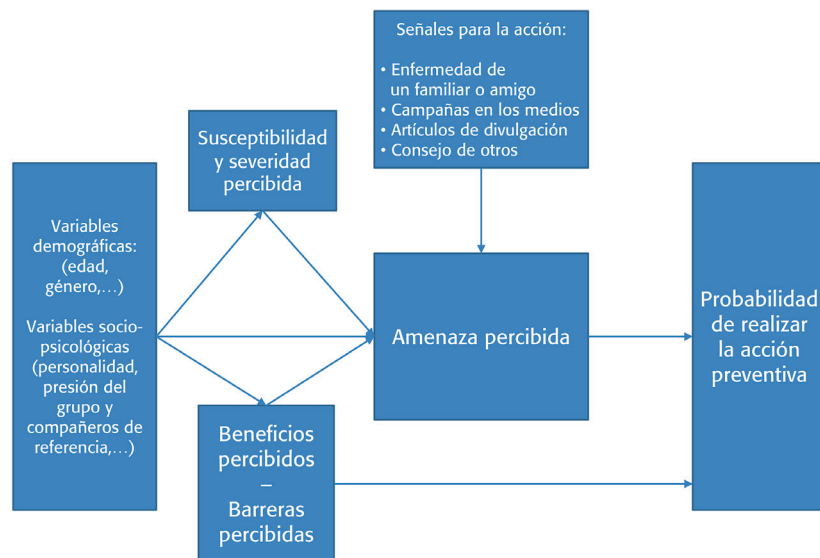 Señales para la acción:
• Enfermedad de
un familiar o amigo
• Campañas en los medios
• Artículos de divulgación
• Consejo de otros
Susceptibilidad
y severidad
percibida
Variables
demográficas:
(edad,
género,...)
Variables socio-
psicológicas
(personalidad,
presión del
grupo y
compañeros de
referencia,...)
Amenaza percibida
Probabilidad
de realizar
la acción
preventiva
Beneficios
percibidos
–
Barreras
percibidas